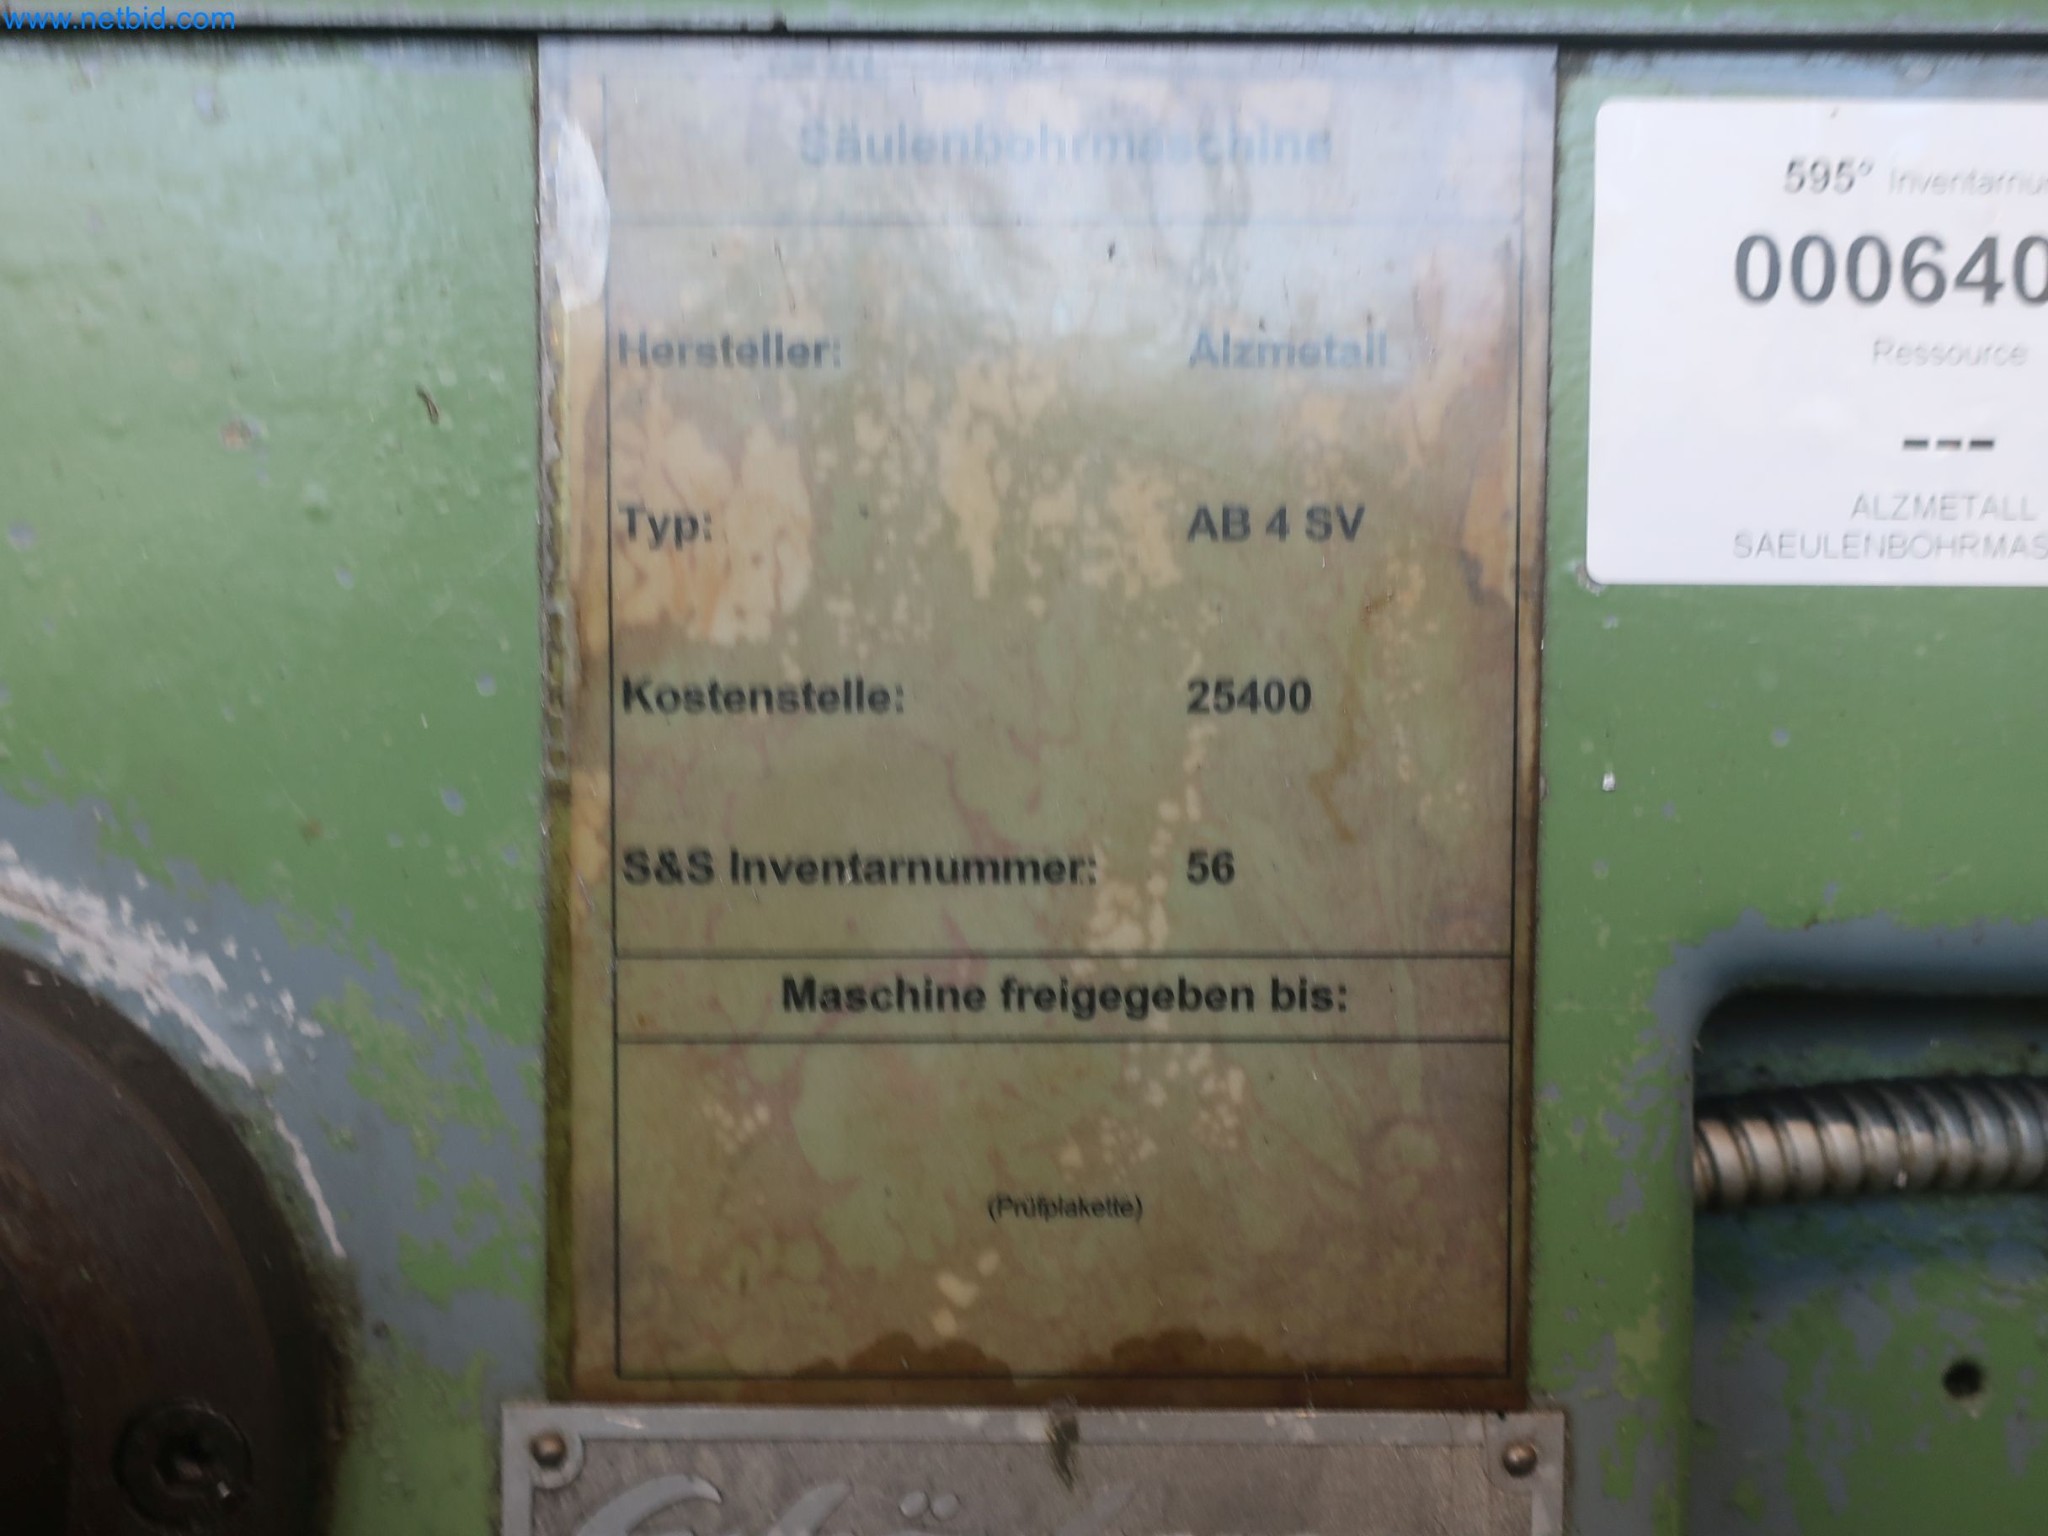 www.netbid.com
Säulenbohrmaschine
Hersteller: Alzmetall
Typ: AB 4 SV
Kostenstelle: 25400
S&S Inventarnummer: 56
Maschine freigegeben bis:
(Prüfplakette)
595°
000640
Ressource
---
ALZMETALL